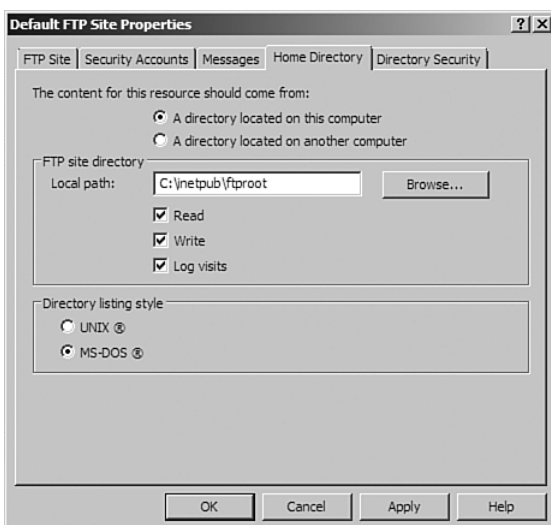 Default FTP Site Properties
FTP Site Security Accounts Messages Home Directory Directory Security
The content for this resource should come from:
A directory located on this computer
A directory located on another computer
FTP site directory
Local path: C:\inetpub\ftproot Browse...
Read
Write
Log visits
Directory listing style
UNIX ®
MS-DOS ®
OK Cancel Apply Help